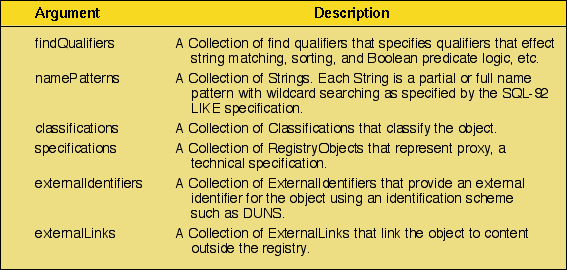 Argument Description
findQualifiers A Collection of find qualifiers that specifies qualifiers that effect
string matching, sorting, and Boolean predicate logic, etc.
namePatterns A Collection of Strings. Each String is a partial or full name
pattern with wildcard searching as specified by the SQL-92
LIKE specification.
classifications A Collection of Classifications that classify the object.
specifications A Collection of RegistryObjects that represent proxy, a
technical specification.
externalIdentifiers A Collection of ExternalIdentifiers that provide an external
identifier for the object using an identification scheme
such as DUNS.
externalLinks A Collection of ExternalLinks that link the object to content
outside the registry.